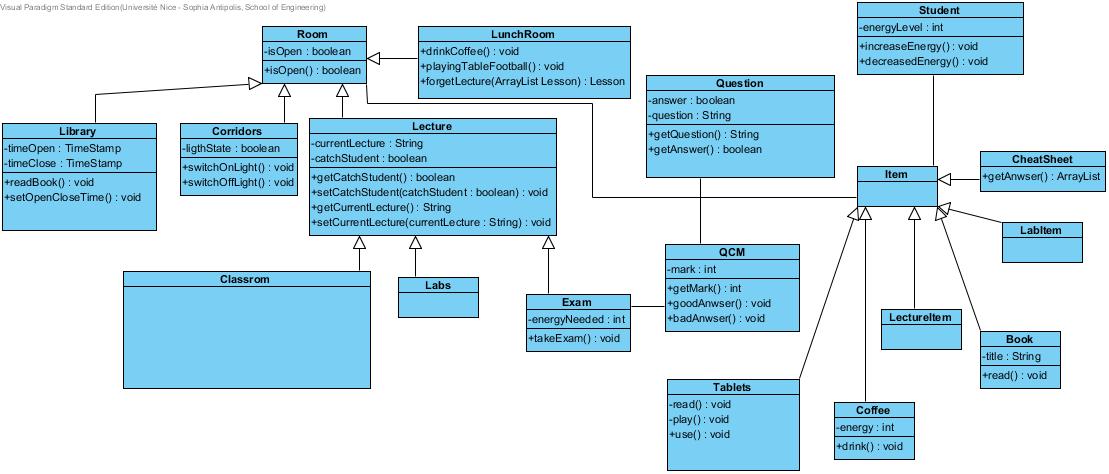 Visual Paradigm Standard Edition(Université Nice - Sophia Antipolis, School of Engineering)
Room
-isOpen : boolean
+isOpen() : boolean
LunchRoom
+drinkCoffee() : void
+playingTableFootball() : void
+forgetLecture(ArrayList Lesson) : Lesson
Student
-energyLevel : int
+increaseEnergy() : void
+decreasedEnergy() : void
Question
-answer : boolean
-question : String
+getQuestion() : String
+getAnswer() : boolean
Library
-timeOpen : TimeStamp
-timeClose : TimeStamp
+readBook() : void
+setOpenCloseTime() : void
Corridors
-ligthState : boolean
+switchOnLight() : void
+switchOffLight() : void
Lecture
-currentLecture : String
-catchStudent : boolean
+getCatchStudent() : boolean
+setCatchStudent(catchStudent : boolean) : void
+getCurrentLecture() : String
+setCurrentLecture(currentLecture : String) : void
Item
CheatSheet
+getAnwser() : ArrayList
LabItem
Classrom
Labs
Exam
-energyNeeded : int
+takeExam() : void
QCM
-mark : int
+getMark() : int
+goodAnwser() : void
+badAnwser() : void
LectureItem
Book
-title : String
+read() : void
Tablets
-read() : void
-play() : void
+use() : void
Coffee
-energy : int
+drink() : void